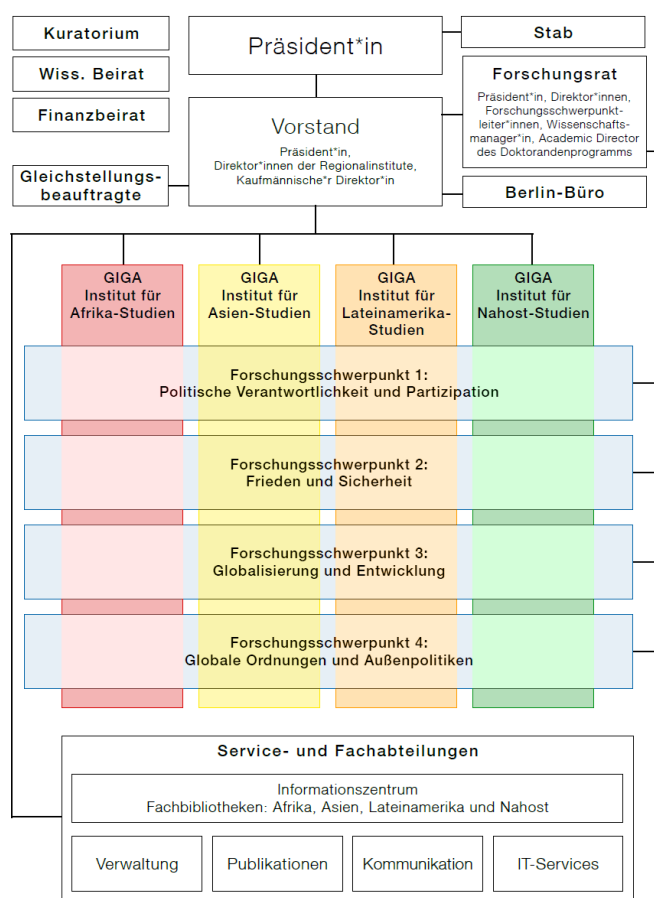 Kuratorium
Wiss. Beirat
Finanzbeirat
Präsident*in
Stab
Forschungsrat
Präsident*in, Direktor*innen,
Forschungsschwerpunkt-
leiter*innen, Wissenschafts-
manager*in, Academic Director
des Doktorandenprogramms
Vorstand
Präsident*in,
Direktor*innen der Regionalinstitute,
Kaufmännische*r Direktor*in
Gleichstellungs-
beauftragte
Berlin-Büro
GIGA
Institut für
Afrika-Studien
GIGA
Institut für
Asien-Studien
GIGA
Institut für
Lateinamerika-
Studien
GIGA
Institut für
Nahost-Studien
Forschungsschwerpunkt 1:
Politische Verantwortlichkeit und Partizipation
Forschungsschwerpunkt 2:
Frieden und Sicherheit
Forschungsschwerpunkt 3:
Globalisierung und Entwicklung
Forschungsschwerpunkt 4:
Globale Ordnungen und Außenpolitiken
Service- und Fachabteilungen
Informationszentrum
Fachbibliotheken: Afrika, Asien, Lateinamerika und Nahost
Verwaltung
Publikationen
Kommunikation
IT-Services